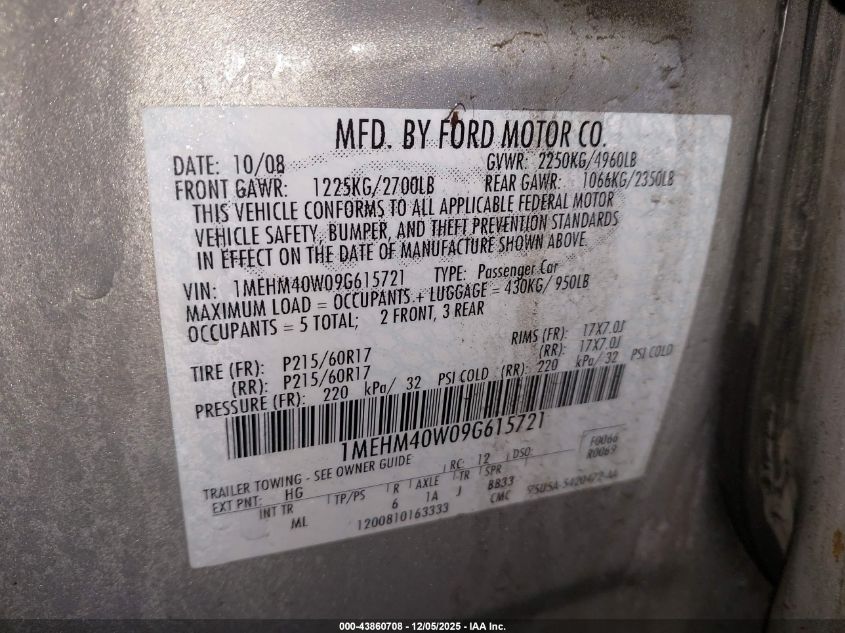 MFD. BY FORD MOTOR CO.
DATE: 10/08 GVWR: 2250KG/4960LB
FRONT GAWR: 1225KG/2700LB REAR GAWR: 1066KG/2350LB
THIS VEHICLE CONFORMS TO ALL APPLICABLE FEDERAL MOTOR
VEHICLE SAFETY, BUMPER, AND THEFT PREVENTION STANDARDS
IN EFFECT ON THE DATE OF MANUFACTURE SHOWN ABOVE.
VIN: 1MEHM40W09G615721 TYPE: Passenger Car
MAXIMUM LOAD = OCCUPANTS + LUGGAGE = 430KG/ 950LB
OCCUPANTS = 5 TOTAL; 2 FRONT, 3 REAR
TIRE (FR): P215/60R17 RIMS (FR): 17X7.0J
(RR): P215/60R17 (RR): 17X7.0J
PRESSURE (FR): 220 kPa/ 32 PSI COLD (RR): 220 kPa/ 32 PSI COLD
1MEHM40W09G615721
TRAILER TOWING - SEE OWNER GUIDE RC: 12 DSO: F0066
EXT PNT: HG R0069
INT TR TP/PS R AXLE TR SPR
ML 6 1A J BB33
1200810163333 CMC
000-43860708 - 12/05/2025 - IAA Inc.